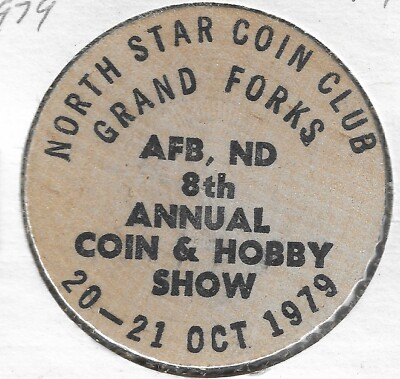 1979
NORTH STAR COIN CLUB
GRAND FORKS
AFB, ND
8th
ANNUAL
COIN & HOBBY
SHOW
20-21 OCT 1979